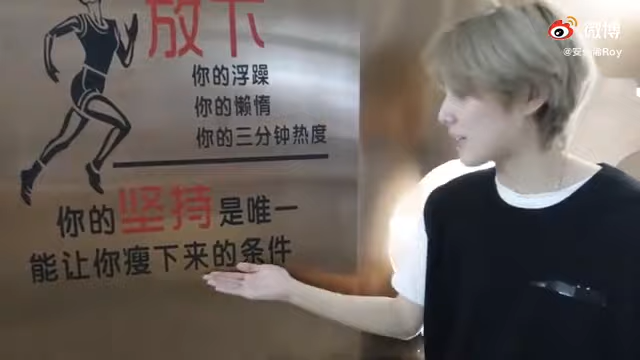 微博
放下
你的浮躁
你的懒惰
你的三分钟热度
你的坚持是唯一
能让你瘦下来的条件